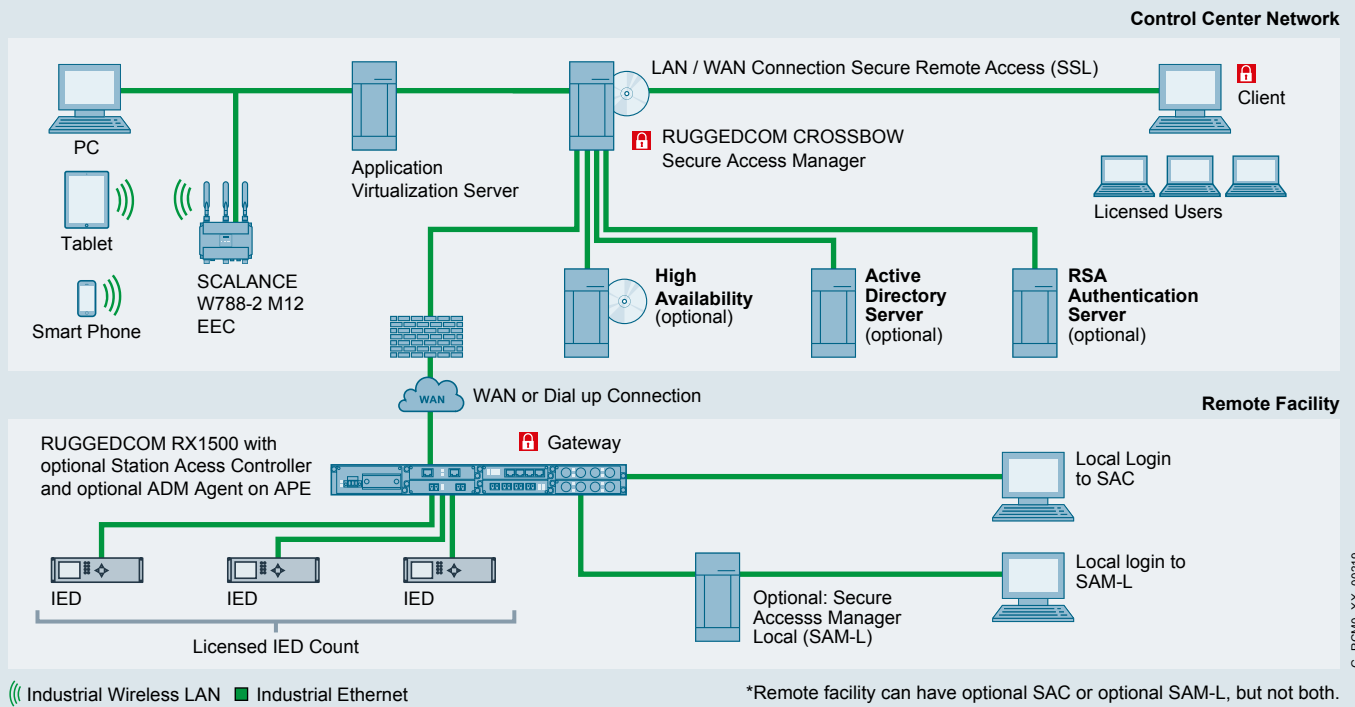 Control Center Network
LAN / WAN Connection Secure Remote Access (SSL)
Client
PC
RUGGEDCOM CROSSBOW
Secure Access Manager
Application
Virtualization Server
Licensed Users
Tablet
SCALANCE
W788-2 M12
EEC
Smart Phone
High
Availability
(optional)
Active
Directory
Server
(optional)
RSA
Authentication
Server
(optional)
WAN
WAN or Dial up Connection
Remote Facility
RUGGEDCOM RX1500 with
optional Station Acess Controller
and optional ADM Agent on APE
Gateway
Local Login
to SAC
IED
IED
IED
Licensed IED Count
Optional: Secure
Accesss Manager
Local (SAM-L)
Local login to
SAM-L
Industrial Wireless LAN
Industrial Ethernet
*Remote facility can have optional SAC or optional SAM-L, but not both.